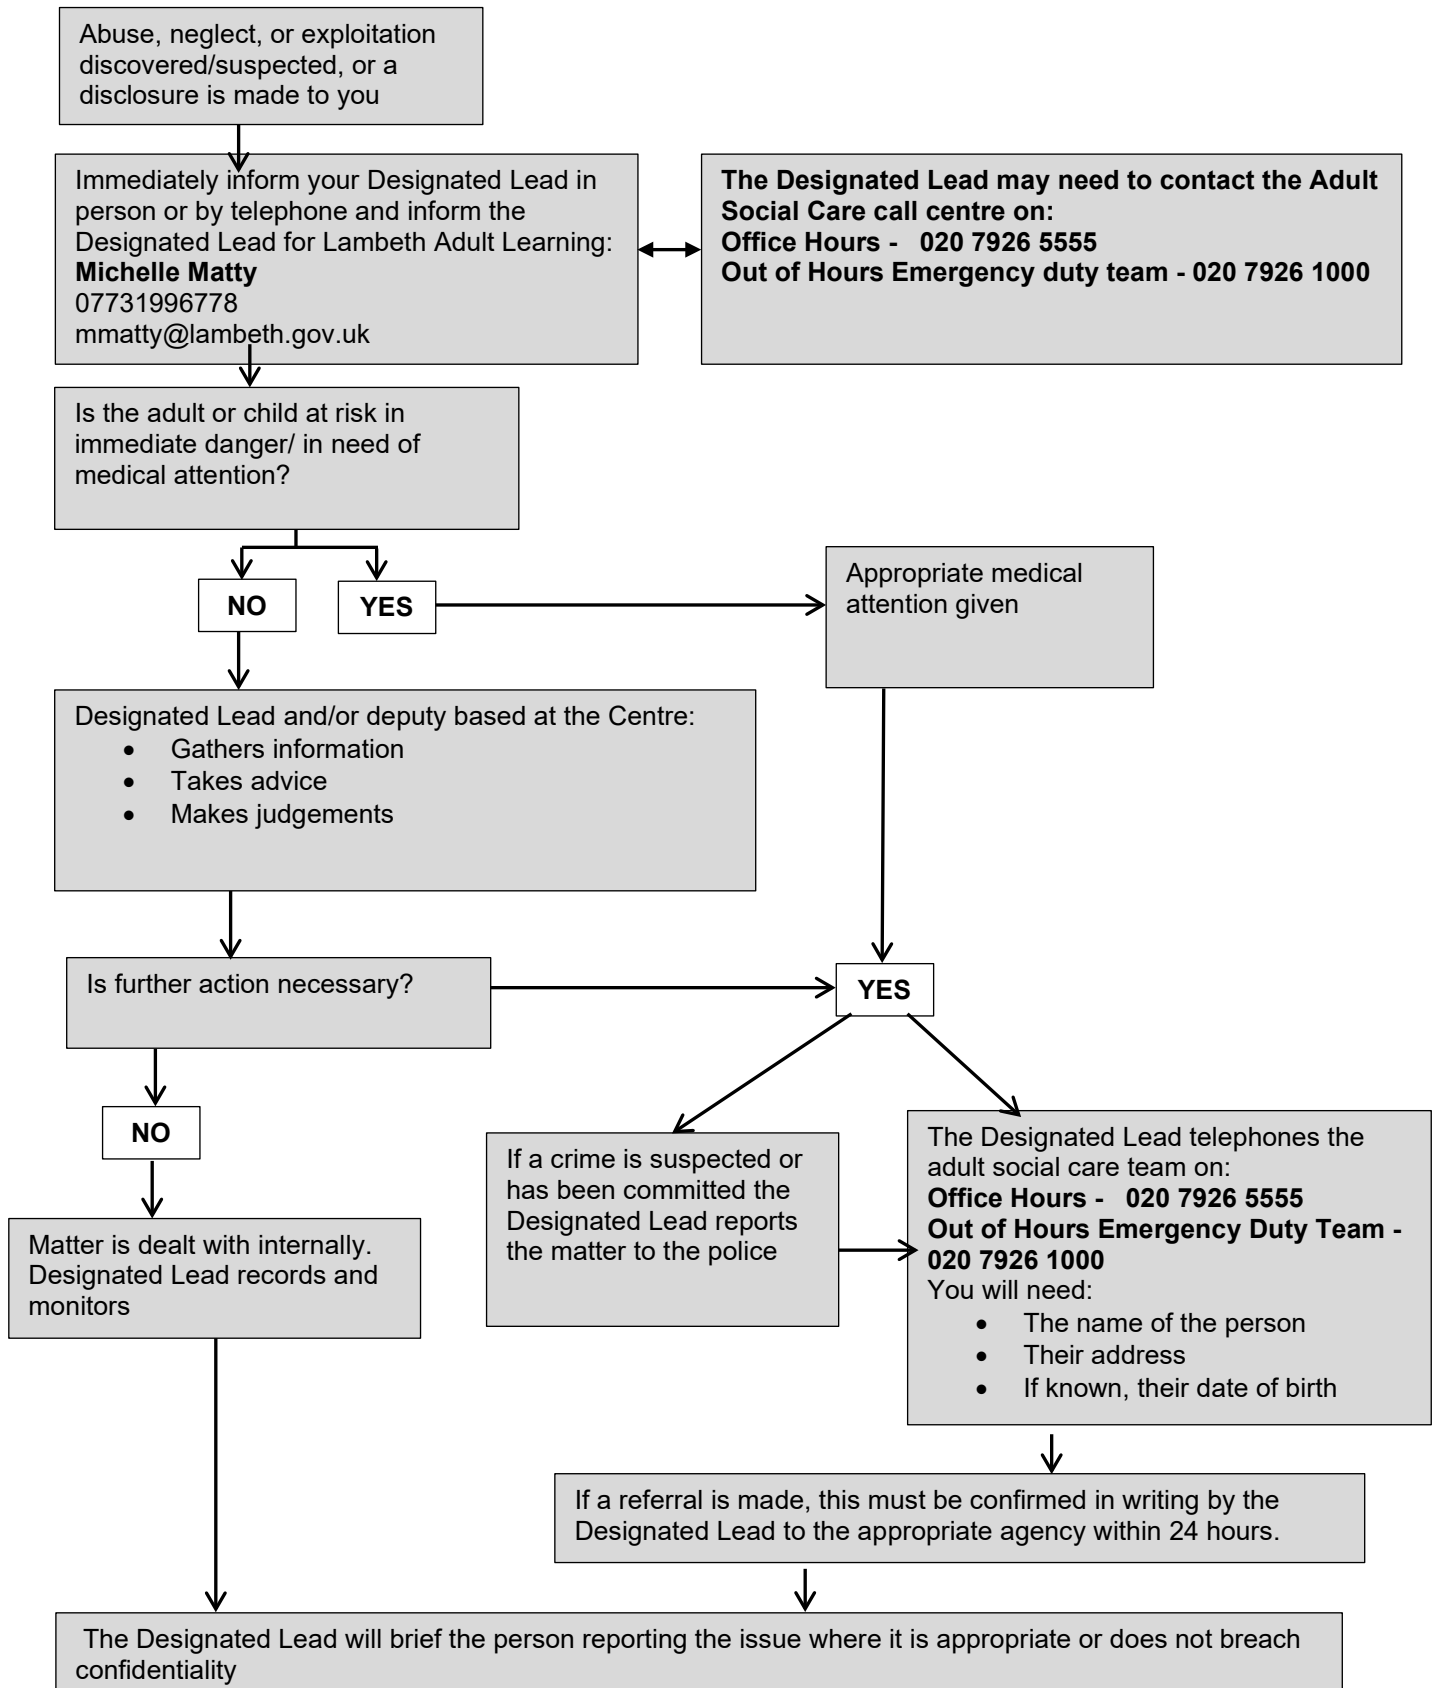 Abuse, neglect, or exploitation
discovered/suspected, or a
disclosure is made to you
Immediately inform your Designated Lead in
person or by telephone and inform the
Designated Lead for Lambeth Adult Learning:
Michelle Matty
07731996778
mmatty@lambeth.gov.uk
The Designated Lead may need to contact the Adult
Social Care call centre on:
Office Hours -   020 7926 5555
Out of Hours Emergency duty team - 020 7926 1000
Is the adult or child at risk in
immediate danger/ in need of
medical attention?
NO
YES
Appropriate medical
attention given
Designated Lead and/or deputy based at the Centre:
• Gathers information
• Takes advice
• Makes judgements
Is further action necessary?
YES
NO
If a crime is suspected or
has been committed the
Designated Lead reports
the matter to the police
The Designated Lead telephones the
adult social care team on:
Office Hours -   020 7926 5555
Out of Hours Emergency Duty Team -
020 7926 1000
You will need:
• The name of the person
• Their address
• If known, their date of birth
Matter is dealt with internally.
Designated Lead records and
monitors
If a referral is made, this must be confirmed in writing by the
Designated Lead to the appropriate agency within 24 hours.
The Designated Lead will brief the person reporting the issue where it is appropriate or does not breach
confidentiality